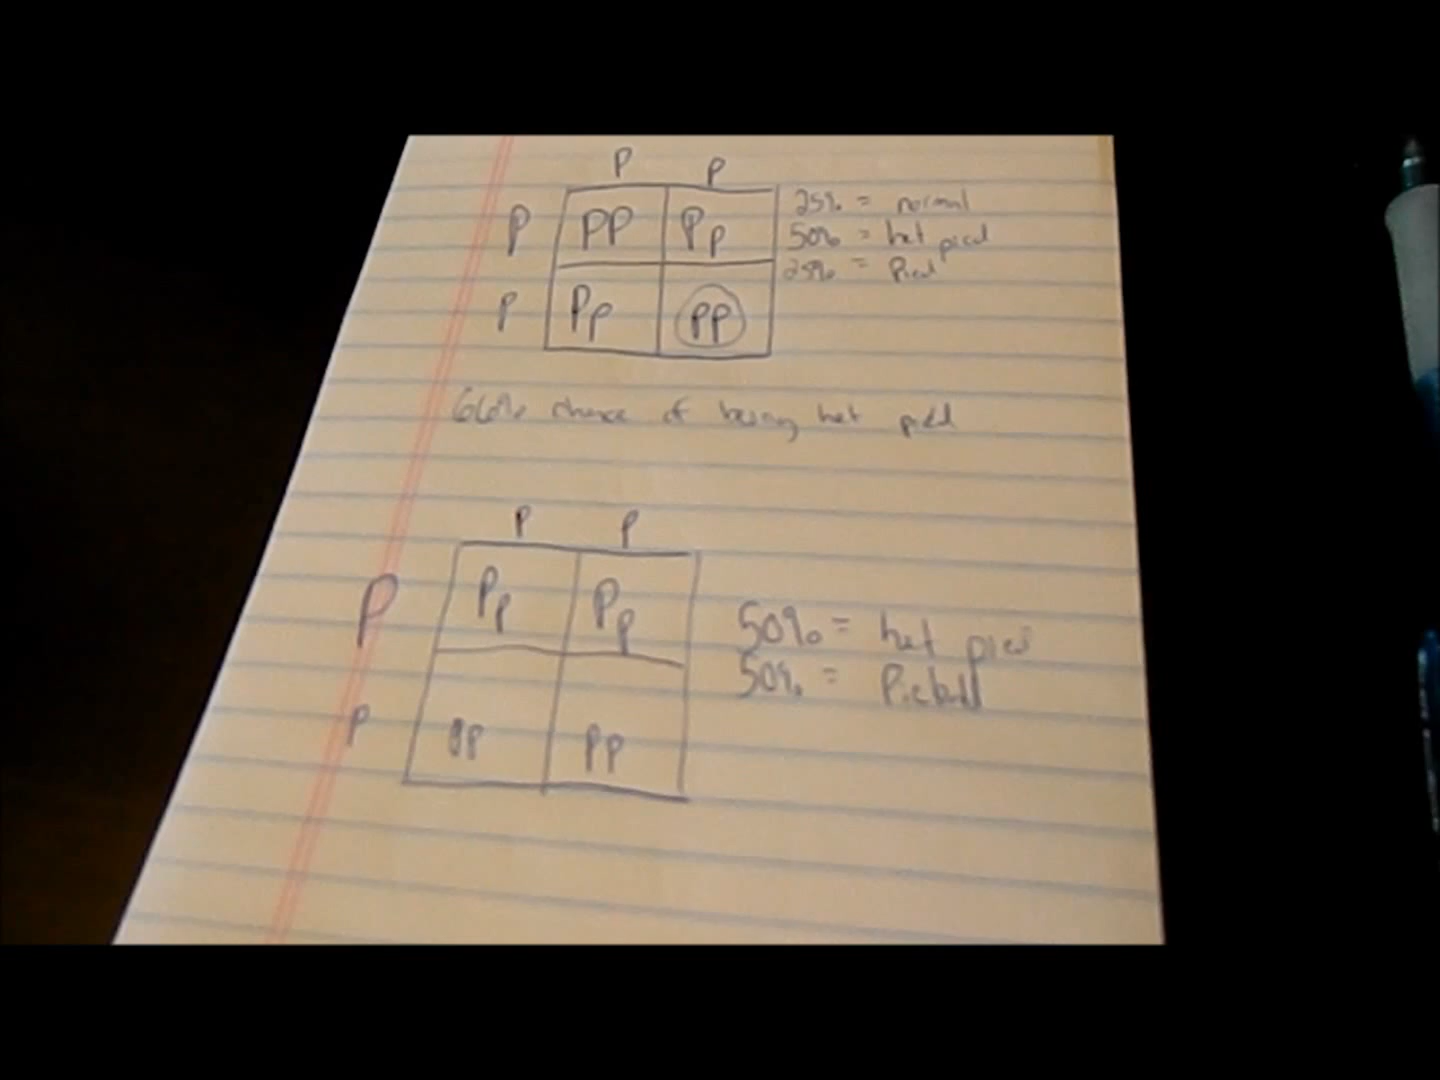 P p
P PP Pp 25% = normal
50% = het pied
25% = Pied
p Pp pp
66% chance of being het pied
p p
P Pp Pp 50% = het pied
50% = Pieball
p pp pp